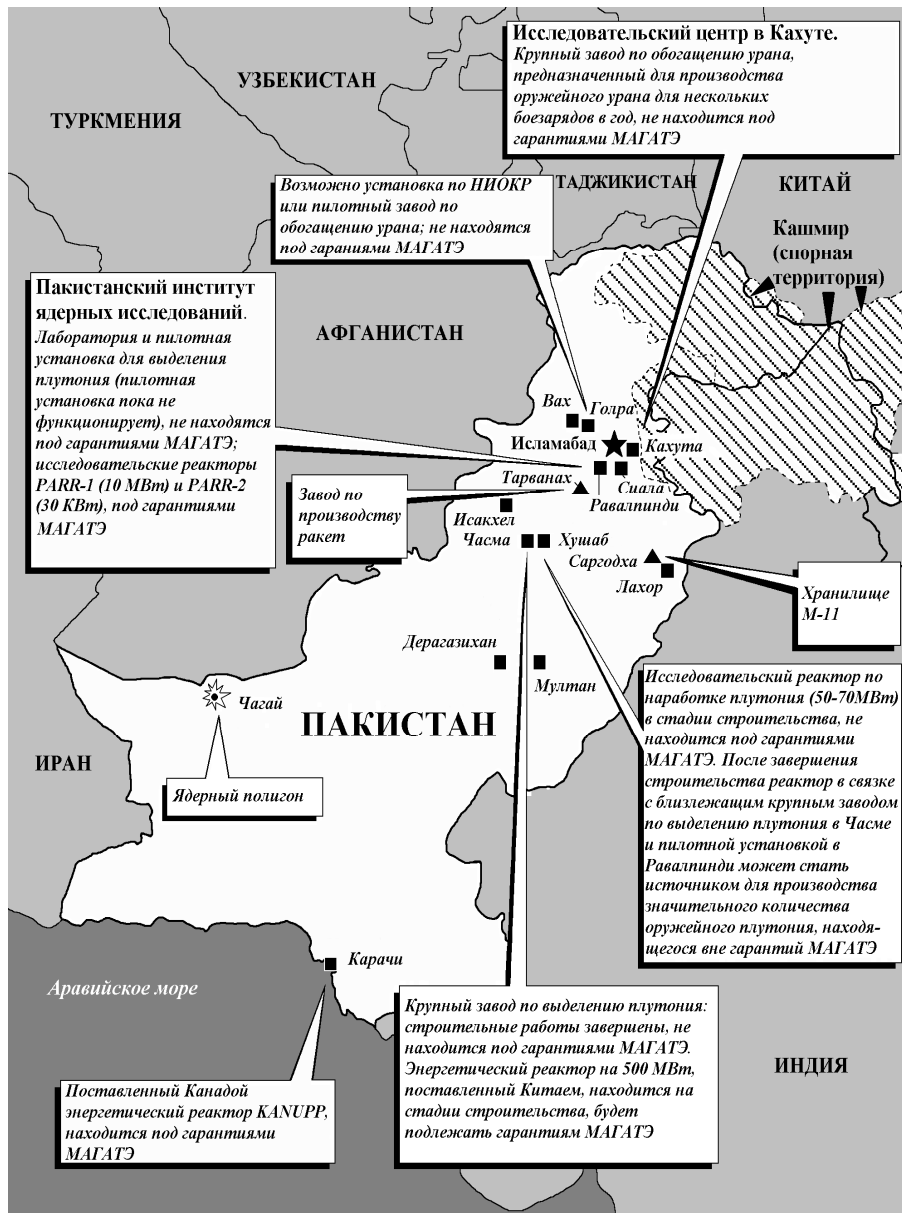 Исследовательский центр в Кахуте.
Крупный завод по обогащению урана,
предназначенный для производства
оружейного урана для нескольких
боезарядов в год, не находится под
гарантиями МАГАТЭ
УЗБЕКИСТАН
ТУРКМЕНИЯ
ТАДЖИКИСТАН
КИТАЙ
Возможно установка по НИОКР
или пилотный завод по
обогащению урана; не находятся
под гараниями МАГАТЭ
Кашмир
(спорная
территория)
Пакистанский институт
ядерных исследований.
Лаборатория и пилотная
установка для выделения
плутония (пилотная
установка пока не
функционирует), не находятся
под гарантиями МАГАТЭ;
исследовательские реакторы
PARR-1 (10 МВт) и PARR-2
(30 КВт), под гарантиями
МАГАТЭ
АФГАНИСТАН
Вах
Голра
Исламабад
Кахута
Тарванах
Сиала
Равалпинди
Завод по
производству
ракет
Исакхел
Часма
Хушаб
Саргодха
Лахор
Хранилище
М-11
Дерагазихан
Мултан
Чагай
ПАКИСТАН
ИРАН
Ядерный полигон
Исследовательский реактор по
наработке плутония (50-70МВт)
в стадии строительства, не
находится под гарантиями
МАГАТЭ. После завершения
строительства реактор в связке
с близлежащим крупным заводом
по выделению плутония в Часме
и пилотной установкой в
Равалпинди может стать
источником для производства
значительного количества
оружейного плутония, находя-
щегося вне гарантий МАГАТЭ
Карачи
Аравийское море
Крупный завод по выделению плутония:
строительные работы завершены, не
находится под гарантиями МАГАТЭ.
Энергетический реактор на 500 МВт,
поставленный Китаем, находится на
стадии строительства, будет
подлежать гарантиям МАГАТЭ
ИНДИЯ
Поставленный Канадой
энергетический реактор KANUPP,
находится под гарантиями
МАГАТЭ